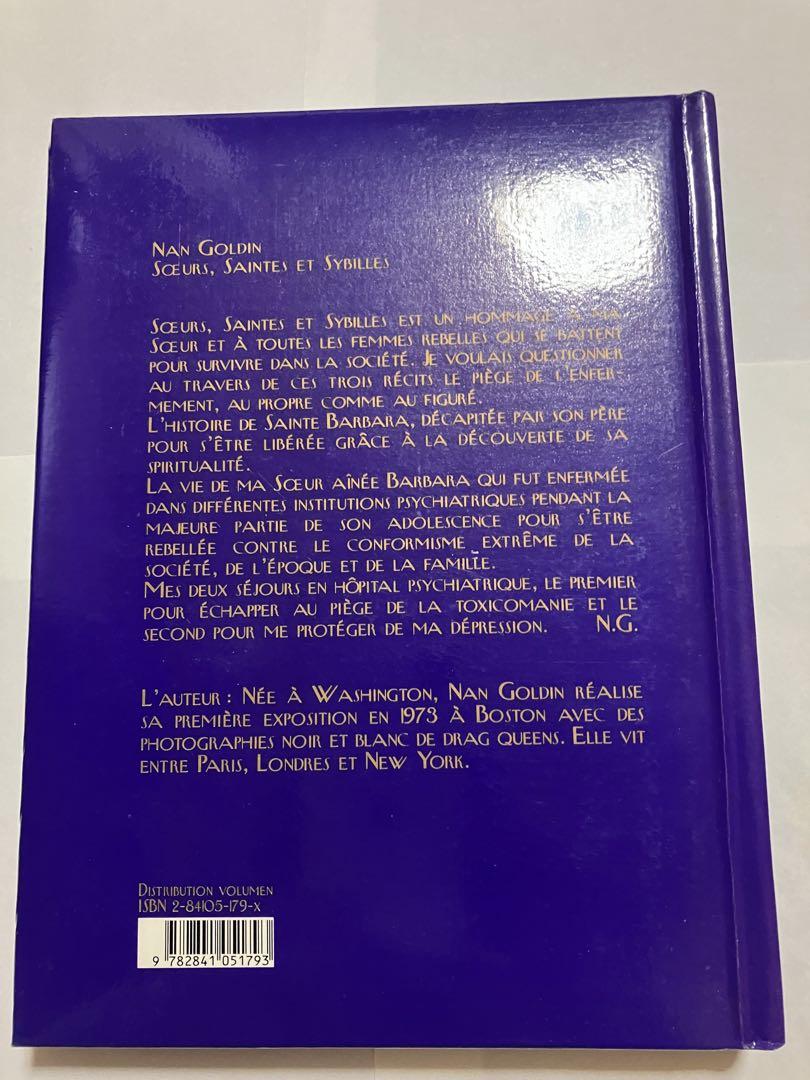 Nan Goldin
Sœurs, Saintes et Sybilles
Sœurs, Saintes et Sybilles est un hommage à ma
Sœur et à toutes les femmes rebelles qui se battent
pour survivre dans la société. Je voulais questionner
au travers de ces trois récits le piège de l'enfer-
mement, au propre comme au figuré.
L'histoire de Sainte Barbara, décapitée par son père
pour s'être libérée grâce à la découverte de sa
spiritualité.
La vie de ma Sœur aînée Barbara qui fut enfermée
dans différentes institutions psychiatriques pendant la
majeure partie de son adolescence pour s'être
rebellée contre le conformisme extrême de la
société, de l'époque et de la famille.
Mes deux séjours en hôpital psychiatrique, le premier
pour échapper au piège de la toxicomanie et le
second pour me protéger de ma dépression. N.G.
L'auteur : Née à Washington, Nan Goldin réalise
sa première exposition en 1973 à Boston avec des
photographies noir et blanc de drag queens. Elle vit
entre Paris, Londres et New York.
Distribution volumen
ISBN 2-84105-179-x
9 782841 051793